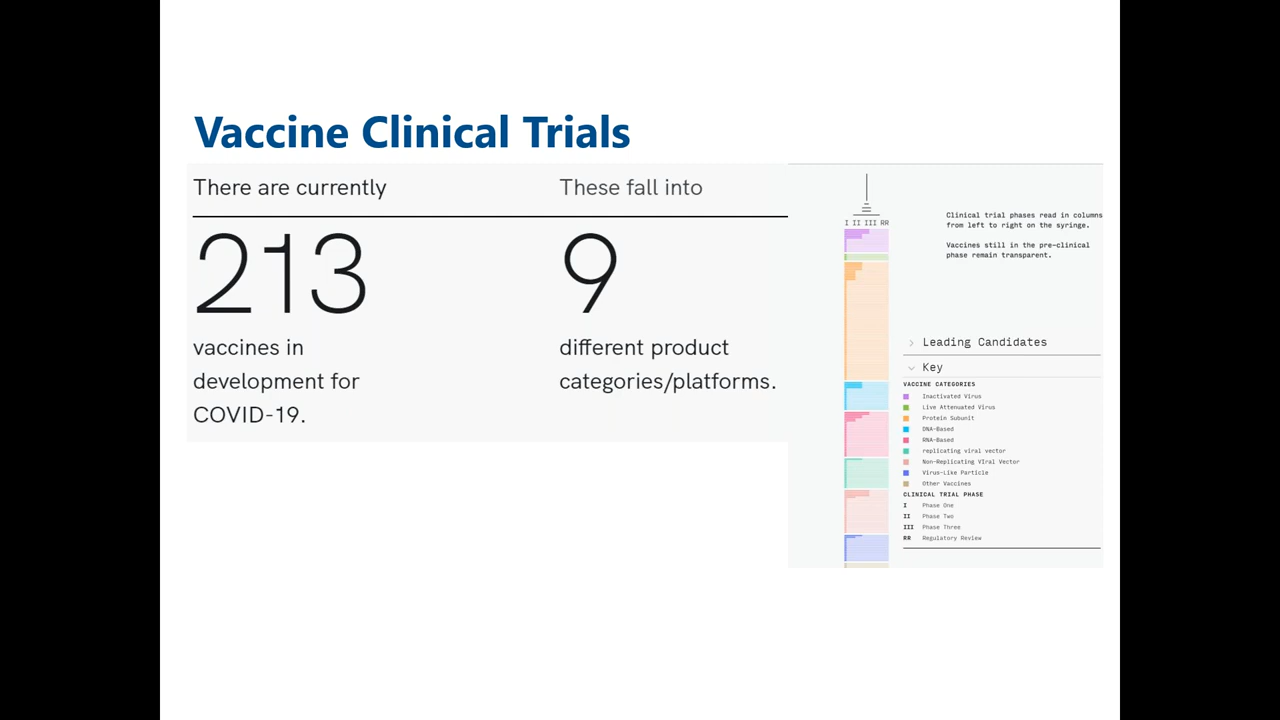 Vaccine Clinical Trials
There are currently
213
vaccines in
development for
COVID-19.
These fall into
9
different product
categories/platforms.
I II III RR
Clinical trial phases read in columns
from left to right on the syringe.
Vaccines still in the pre-clinical
phase remain transparent.
Leading Candidates
Key
VACCINE CATEGORIES
Inactivated Virus
Live Attenuated Virus
Protein Subunit
DNA-Based
RNA-Based
replicating viral vector
Non-Replicating VIral Vector
Virus-Like Particle
Other Vaccines
CLINICAL TRIAL PHASE
I Phase One
II Phase Two
III Phase Three
RR Regulatory Review